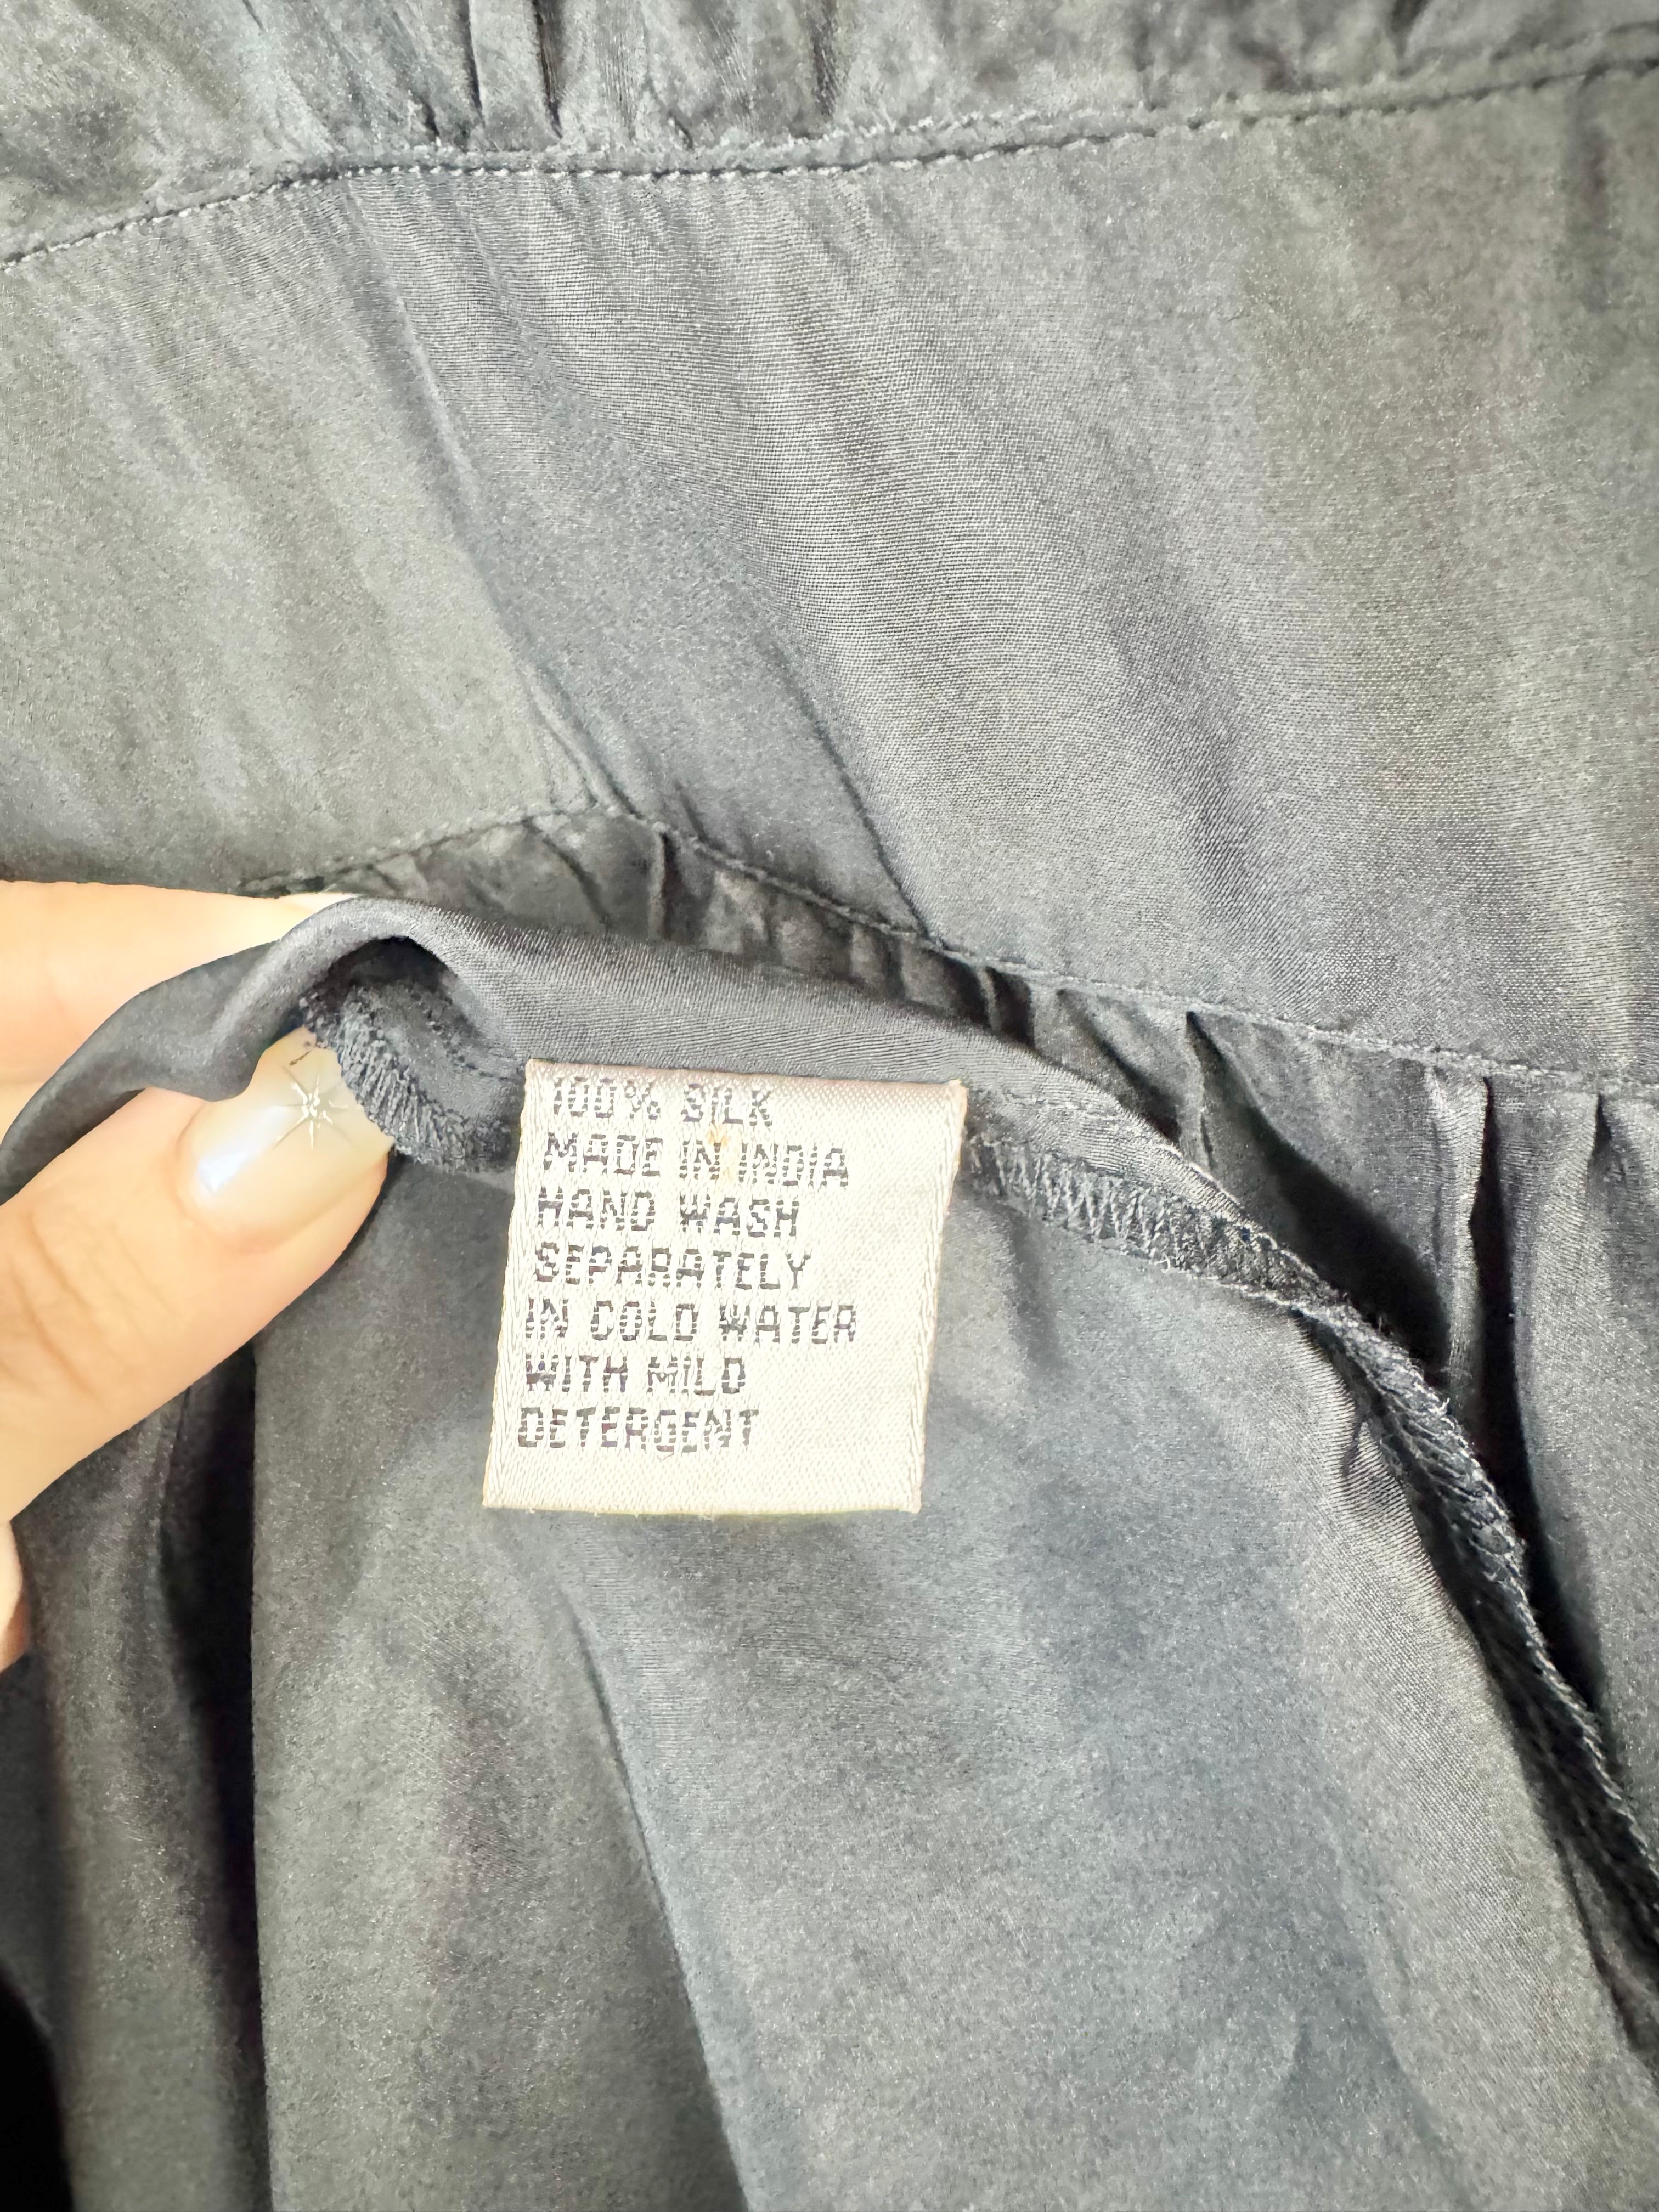 100% SILK
MADE IN INDIA
HAND WASH
SEPARATELY
IN COLD WATER
WITH MILD
DETERGENT